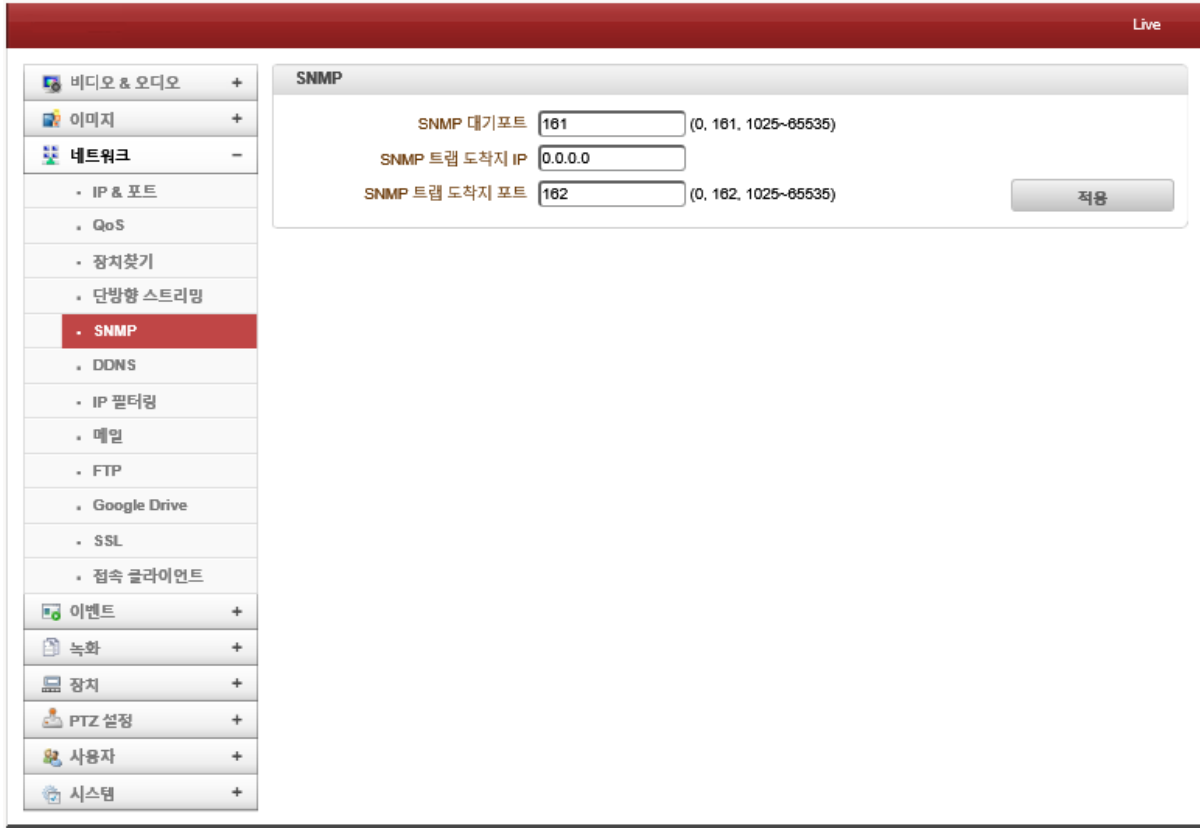 Live
비디오 & 오디오 +
이미지 +
네트워크 -
IP & 포트
QoS
장치찾기
단방향 스트리밍
SNMP
DDNS
IP 필터링
메일
FTP
Google Drive
SSL
접속 클라이언트
이벤트 +
녹화 +
장치 +
PTZ 설정 +
사용자 +
시스템 +
SNMP
SNMP 대기포트 161 (0, 161, 1025~65535)
SNMP 트랩 도착지 IP 0.0.0.0
SNMP 트랩 도착지 포트 162 (0, 162, 1025~65535)
적용